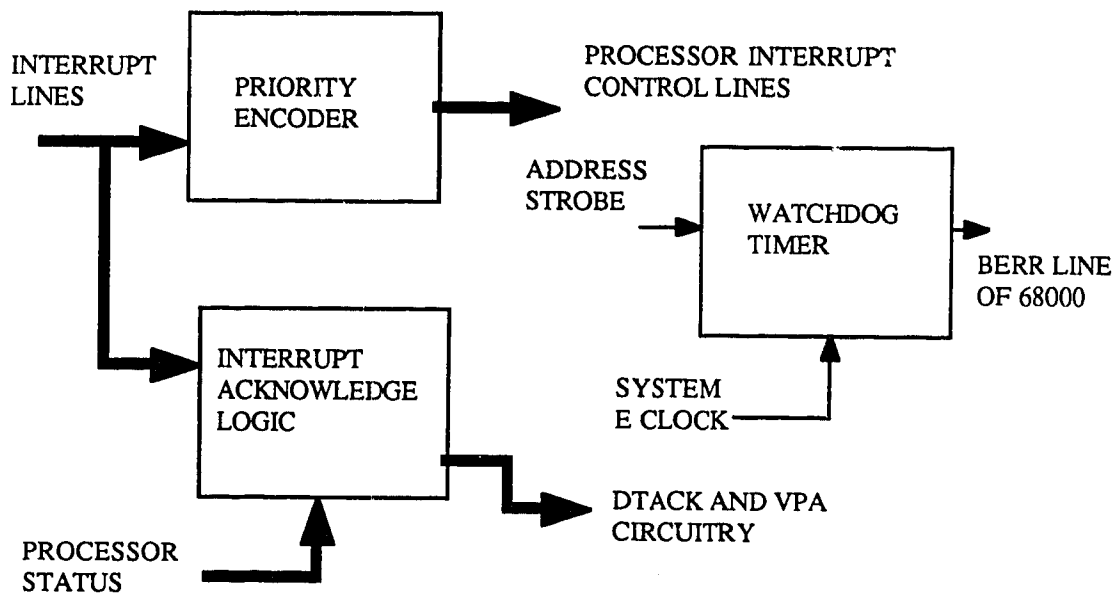 INTERRUPT
LINES
PRIORITY
ENCODER
PROCESSOR INTERRUPT
CONTROL LINES
ADDRESS
STROBE
WATCHDOG
TIMER
BERR LINE
OF 68000
INTERRUPT
ACKNOWLEDGE
LOGIC
SYSTEM
E CLOCK
DTACK AND VPA
CIRCUITRY
PROCESSOR
STATUS